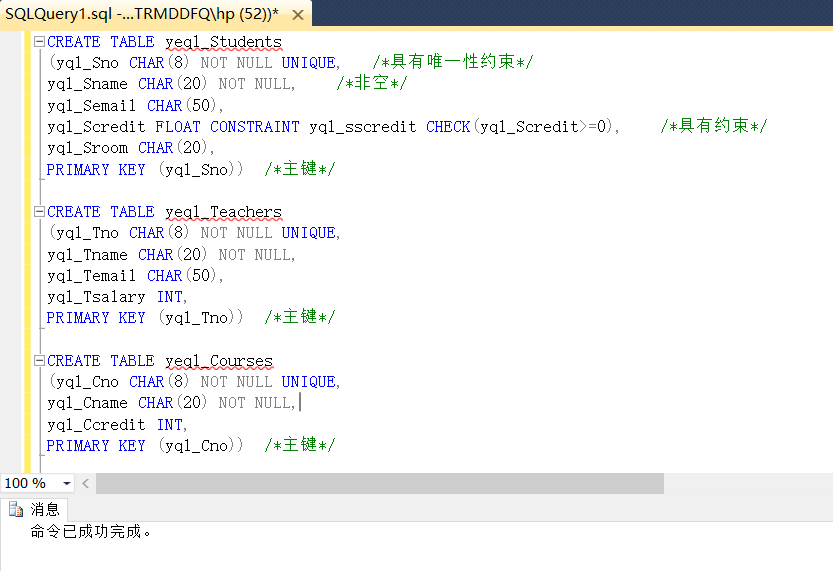 SQLQuery1.sql -...TRMDDFQ\hp (52))*
CREATE TABLE yeql_Students
(yql_Sno CHAR(8) NOT NULL UNIQUE, /*具有唯一性约束*/
yql_Sname CHAR(20) NOT NULL, /*非空*/
yql_Semail CHAR(50),
yql_Scredit FLOAT CONSTRAINT yql_sscredit CHECK(yql_Scredit>=0), /*具有约束*/
yql_Sroom CHAR(20),
PRIMARY KEY (yql_Sno)) /*主键*/
CREATE TABLE yeql_Teachers
(yql_Tno CHAR(8) NOT NULL UNIQUE,
yql_Tname CHAR(20) NOT NULL,
yql_Temail CHAR(50),
yql_Tsalary INT,
PRIMARY KEY (yql_Tno)) /*主键*/
CREATE TABLE yeql_Courses
(yql_Cno CHAR(8) NOT NULL UNIQUE,
yql_Cname CHAR(20) NOT NULL,
yql_Ccredit INT,
PRIMARY KEY (yql_Cno)) /*主键*/
100 %
消息
命令已成功完成。